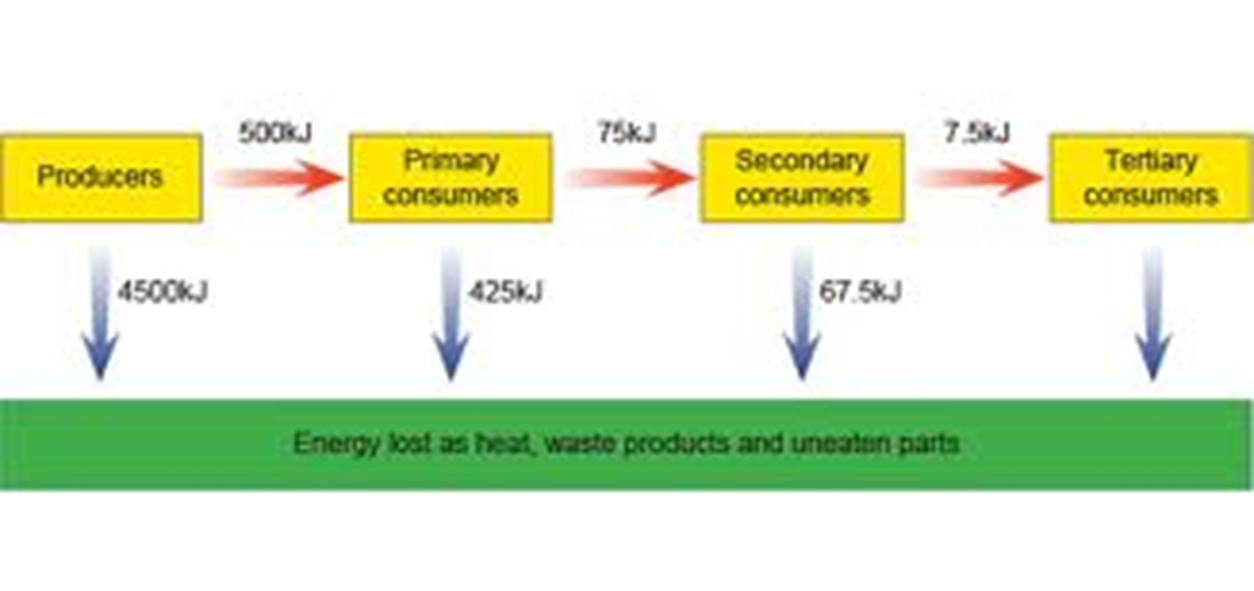 500kJ
75kJ
7.5kJ
Producers
Primary
consumers
Secondary
consumers
Tertiary
consumers
4500kJ
425kJ
67.5kJ
Energy lost as heat, waste products and uneaten parts